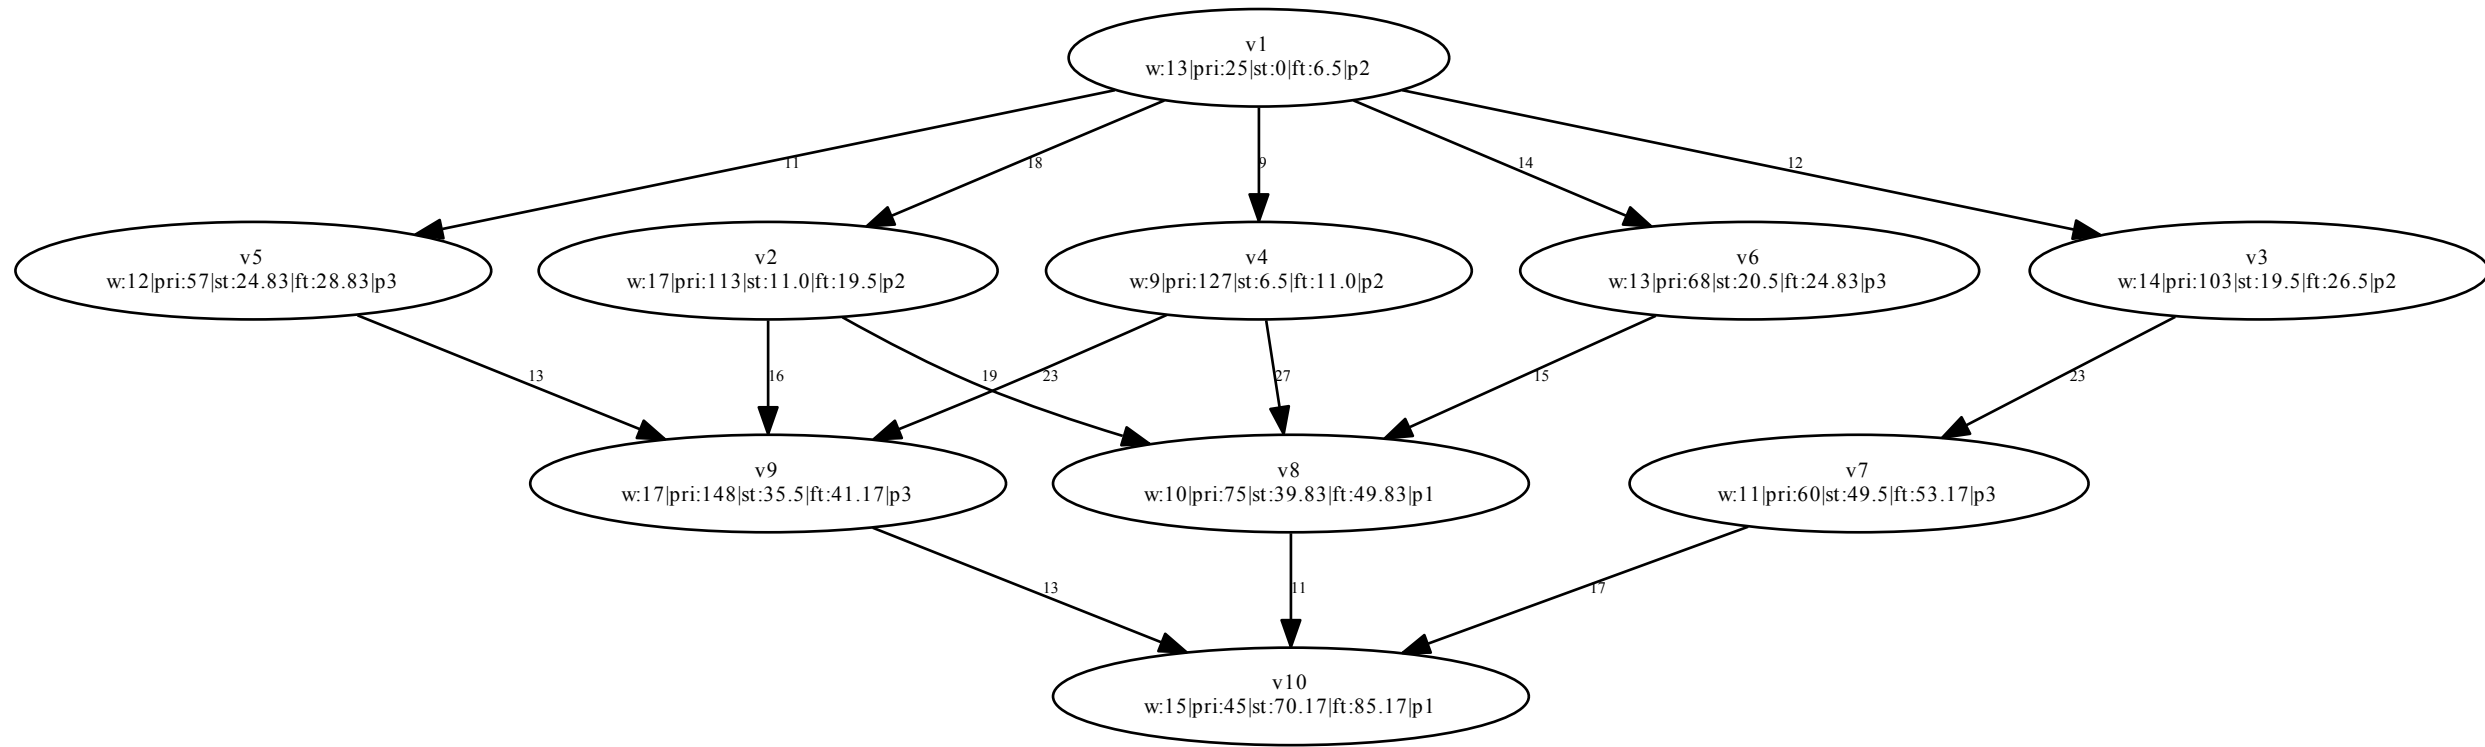 v1
w:13|pri:25|st:0|ft:6.5|p2
11
18
9
14
12
v5
w:12|pri:57|st:24.83|ft:28.83|p3
v2
w:17|pri:113|st:11.0|ft:19.5|p2
v4
w:9|pri:127|st:6.5|ft:11.0|p2
v6
w:13|pri:68|st:20.5|ft:24.83|p3
v3
w:14|pri:103|st:19.5|ft:26.5|p2
13
16
19
23
27
15
23
v9
w:17|pri:148|st:35.5|ft:41.17|p3
v8
w:10|pri:75|st:39.83|ft:49.83|p1
v7
w:11|pri:60|st:49.5|ft:53.17|p3
13
11
17
v10
w:15|pri:45|st:70.17|ft:85.17|p1